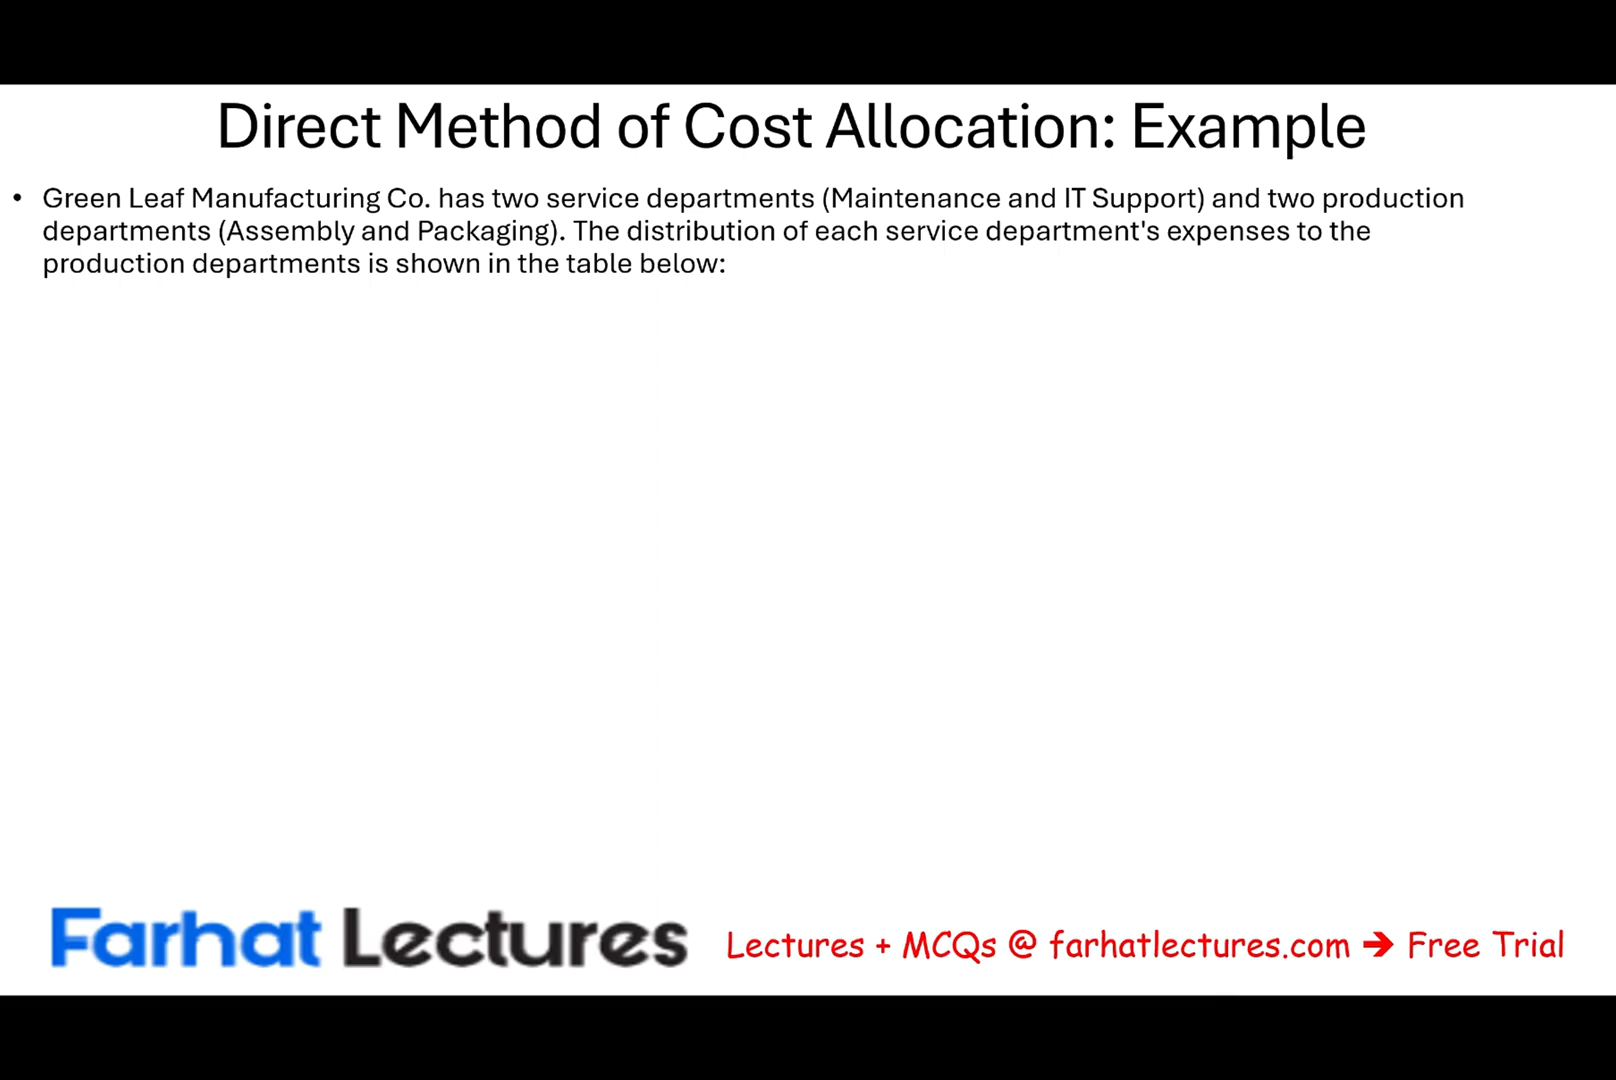 Direct Method of Cost Allocation: Example
• Green Leaf Manufacturing Co. has two service departments (Maintenance and IT Support) and two production
departments (Assembly and Packaging). The distribution of each service department's expenses to the
production departments is shown in the table below:
Farhat Lectures
Lectures + MCQs @ farhatlectures.com ➔ Free Trial